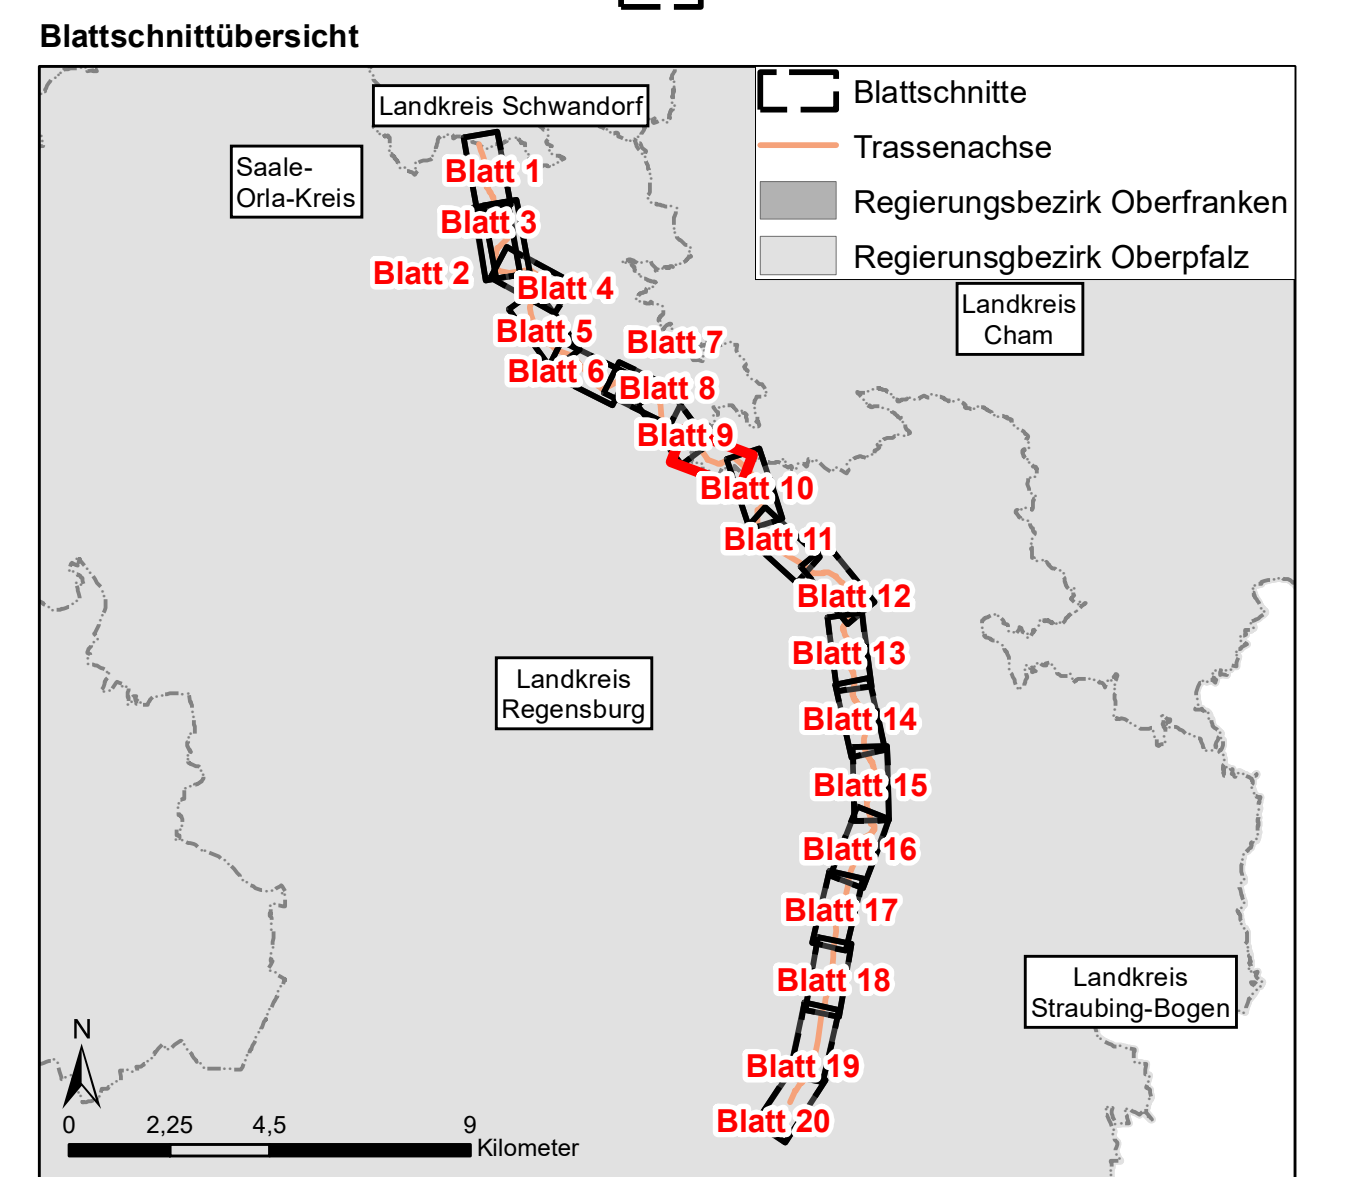 Blattschnittübersicht
Blattschnitte
Trassenachse
Regierungsbezirk Oberfranken
Regierunsgbezirk Oberpfalz
Landkreis Schwandorf
Saale-
Orla-Kreis
Landkreis
Cham
Blatt 1
Blatt 3
Blatt 2
Blatt 4
Blatt 5
Blatt 7
Blatt 6
Blatt 8
Blatt 9
Blatt 10
Blatt 11
Blatt 12
Blatt 13
Landkreis
Regensburg
Blatt 14
Blatt 15
Blatt 16
Blatt 17
Blatt 18
Landkreis
Straubing-Bogen
Blatt 19
Blatt 20
N
0 2,25 4,5 9
Kilometer